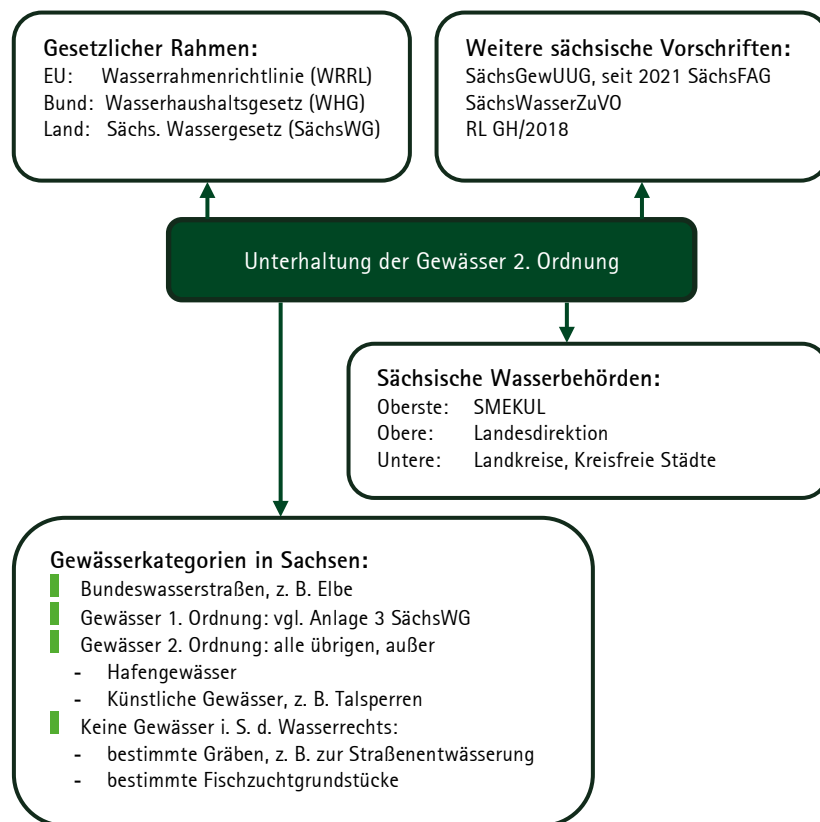 Gesetzlicher Rahmen:
EU: Wasserrahmenrichtlinie (WRRL)
Bund: Wasserhaushaltsgesetz (WHG)
Land: Sächs. Wassergesetz (SächsWG)
Weitere sächsische Vorschriften:
SächsGewUUG, seit 2021 SächsFAG
SächsWasserZuVO
RL GH/2018
Unterhaltung der Gewässer 2. Ordnung
Sächsische Wasserbehörden:
Oberste: SMEKUL
Obere: Landesdirektion
Untere: Landkreise, Kreisfreie Städte
Gewässerkategorien in Sachsen:
Bundeswasserstraßen, z. B. Elbe
Gewässer 1. Ordnung: vgl. Anlage 3 SächsWG
Gewässer 2. Ordnung: alle übrigen, außer
- Hafengewässer
- Künstliche Gewässer, z. B. Talsperren
Keine Gewässer i. S. d. Wasserrechts:
- bestimmte Gräben, z. B. zur Straßenentwässerung
- bestimmte Fischzuchtgrundstücke